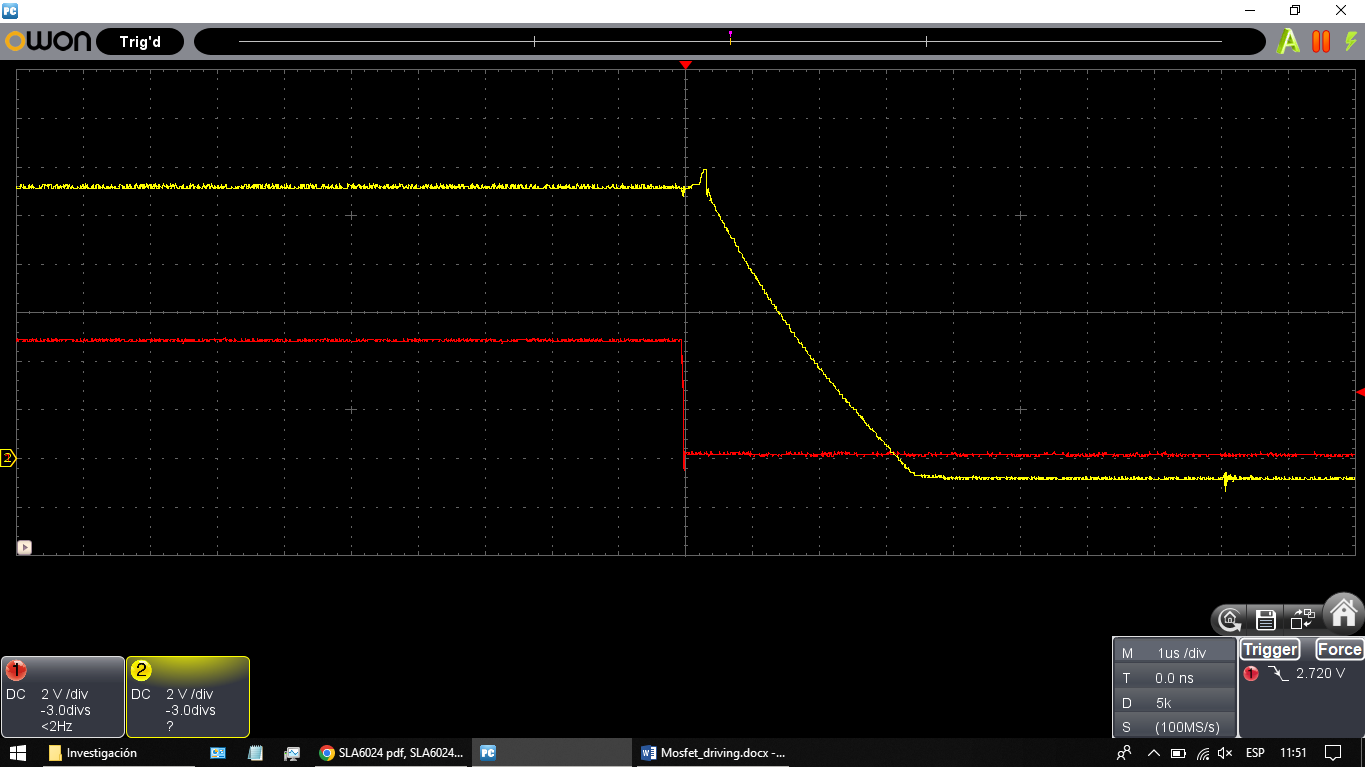 PC
OWON Trig'd A
2
1 2
DC 2 V /div DC 2 V /div
-3.0divs -3.0divs
<2Hz ?
M 1us /div
T 0.0 ns
D 5k
S (100MS/s)
Trigger Force
1 2.720 V
Investigación
SLA6024 pdf, SLA6024...
PC
Mosfet_driving.docx -...
ESP
11:51